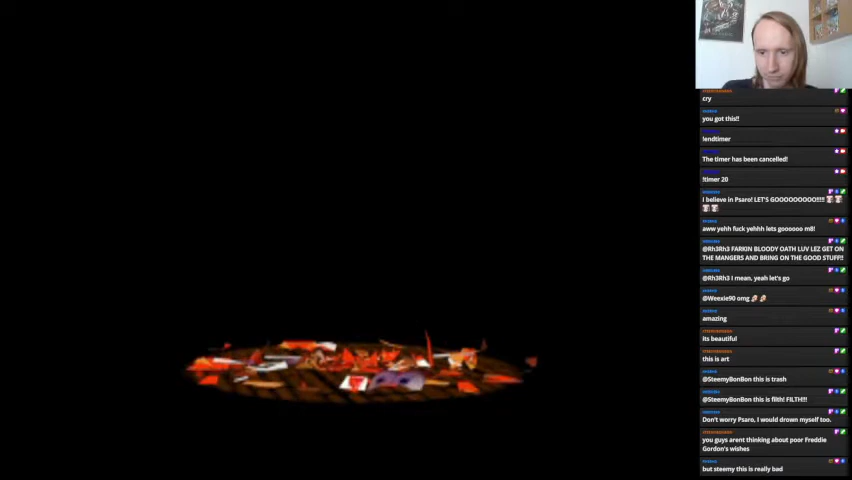 cry
you got this!!
!endtimer
The timer has been cancelled!
!timer 20
I believe in Psaro! LET'S GOOOOOOOOO!!!!!
aww yehh fuck yehhh lets goooooo m8!
@Rh3Rh3 FARKIN BLOODY OATH LUV LEZ GET ON
THE MANGERS AND BRING ON THE GOOD STUFF!!
@Rh3Rh3 I mean, yeah let's go
@Weexie90 omg
amazing
its beautiful
this is art
@SteemyBonBon this is trash
@SteemyBonBon this is filth! FILTH!!!
Don't worry Psaro, I would drown myself too.
you guys arent thinking about poor Freddie
Gordon's wishes
but steemy this is really bad